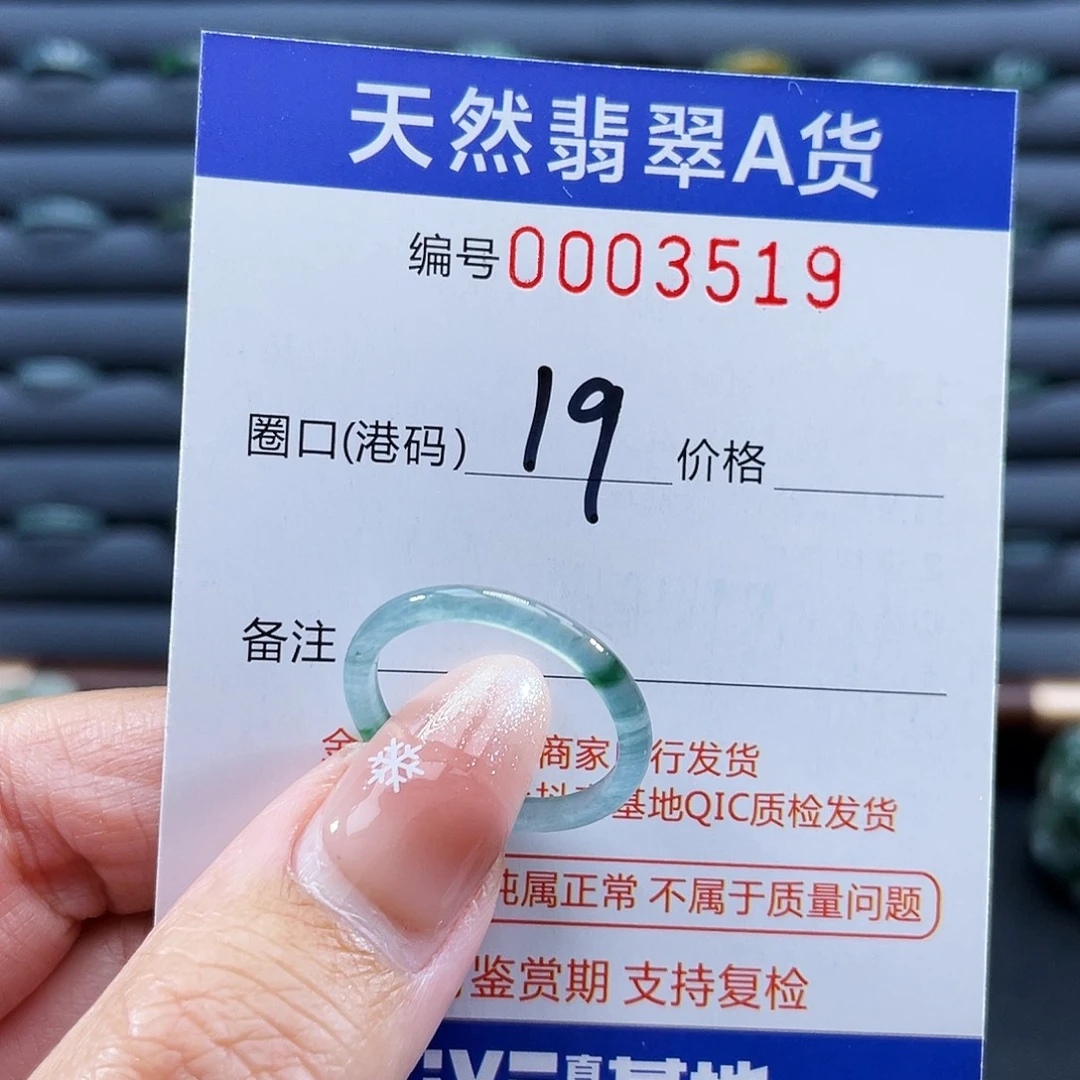 天然翡翠A货
编号0003519
圈口(港码) 19 价格
备注
商家 行发货
基地QIC质检发货
属正常 不属于质量问题
鉴赏期 支持复检
基地